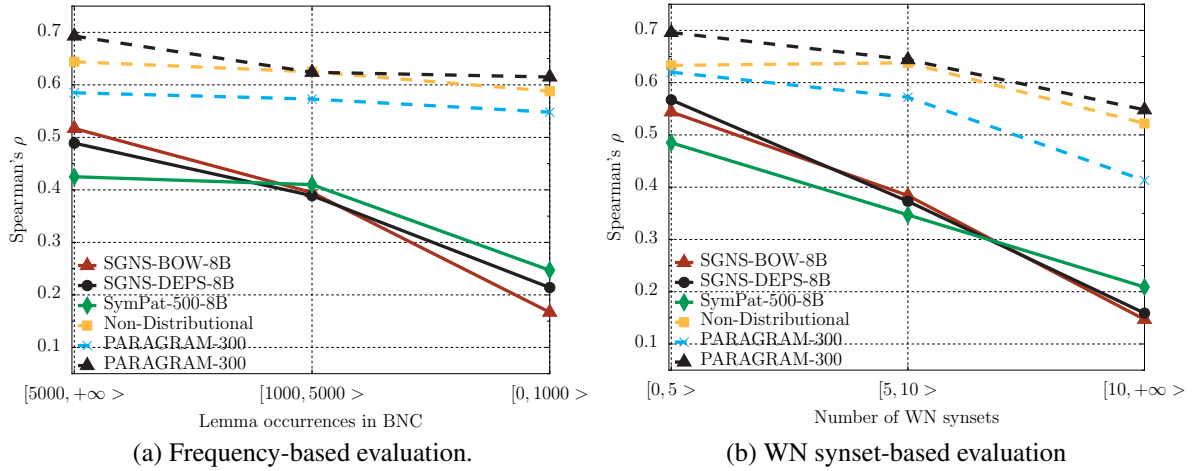 0.7
0.6
0.5
0.4
0.3
0.2
0.1
Spearman's ρ
SGNS-BOW-8B
SGNS-DEPS-8B
SymPat-500-8B
Non-Distributional
PARAGRAM-300
PARAGRAM-300
[5000, +∞ > [1000, 5000 > [0, 1000 >
Lemma occurrences in BNC
(a) Frequency-based evaluation.
0.7
0.6
0.5
0.4
0.3
0.2
0.1
Spearman's ρ
SGNS-BOW-8B
SGNS-DEPS-8B
SymPat-500-8B
Non-Distributional
PARAGRAM-300
PARAGRAM-300
[0, 5 > [5, 10 > [10, +∞ >
Number of WN synsets
(b) WN synset-based evaluation